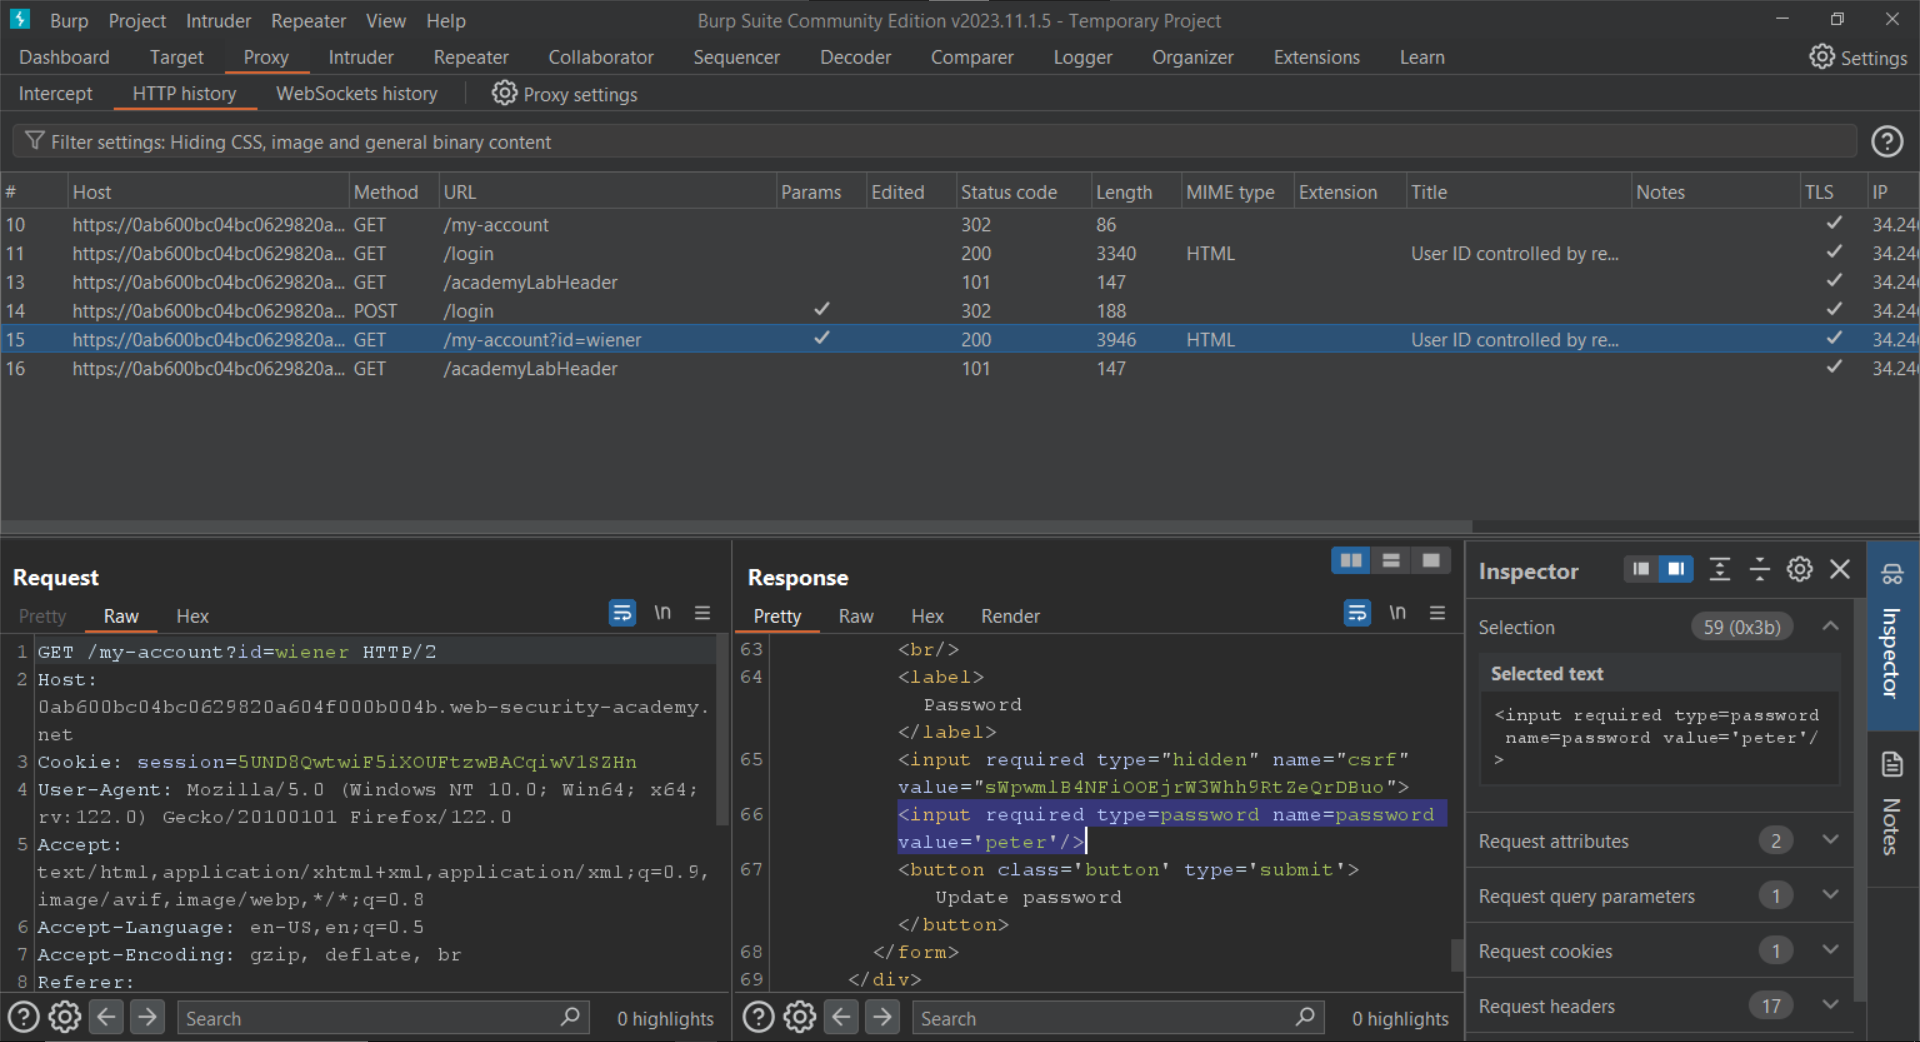 Burp Project Intruder Repeater View Help Burp Suite Community Edition v2023.11.1.5 - Temporary Project
Dashboard Target Proxy Intruder Repeater Collaborator Sequencer Decoder Comparer Logger Organizer Extensions Learn Settings
Intercept HTTP history WebSockets history Proxy settings
Filter settings: Hiding CSS, image and general binary content
# Host Method URL Params Edited Status code Length MIME type Extension Title Notes TLS IP
10 https://0ab600bc04bc0629820a... GET /my-account 302 86 ✓ 34.24
11 https://0ab600bc04bc0629820a... GET /login 200 3340 HTML User ID controlled by re... ✓ 34.24
13 https://0ab600bc04bc0629820a... GET /academyLabHeader 101 147 ✓ 34.24
14 https://0ab600bc04bc0629820a... POST /login ✓ 302 188 ✓ 34.24
15 https://0ab600bc04bc0629820a... GET /my-account?id=wiener ✓ 200 3946 HTML User ID controlled by re... ✓ 34.24
16 https://0ab600bc04bc0629820a... GET /academyLabHeader 101 147 ✓ 34.24
Request
Pretty Raw Hex \n
1 GET /my-account?id=wiener HTTP/2
2 Host:
0ab600bc04bc0629820a604f000b004b.web-security-academy.
net
3 Cookie: session=5UND8QwtwiF5iXOUFtzwBACqiwV1SZHn
4 User-Agent: Mozilla/5.0 (Windows NT 10.0; Win64; x64;
rv:122.0) Gecko/20100101 Firefox/122.0
5 Accept:
text/html,application/xhtml+xml,application/xml;q=0.9,
image/avif,image/webp,*/*;q=0.8
6 Accept-Language: en-US,en;q=0.5
7 Accept-Encoding: gzip, deflate, br
8 Referer:
Search 0 highlights
Response
Pretty Raw Hex Render \n
63 <br/>
64 <label>
Password
</label>
65 <input required type="hidden" name="csrf"
value="sWpwmlB4NFiOOEjrW3Whh9RtZeQrDBuo">
66 <input required type=password name=password
value='peter'/>
67 <button class='button' type='submit'>
Update password
</button>
68 </form>
69 </div>
Search 0 highlights
Inspector
Selection 59 (0x3b)
Selected text
<input required type=password
name=password value='peter'/
>
Request attributes 2
Request query parameters 1
Request cookies 1
Request headers 17
Inspector
Notes